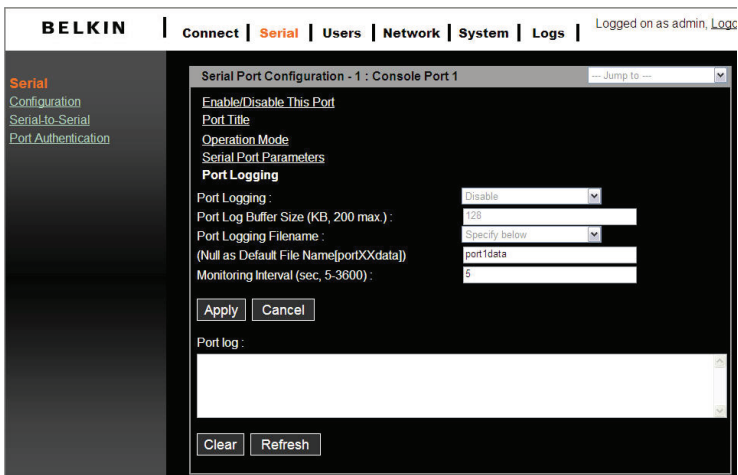 BELKIN
Connect | Serial | Users | Network | System | Logs |
Logged on as admin, Logo
Serial
Configuration
Serial-to-Serial
Port Authentication
Serial Port Configuration - 1 : Console Port 1
--- Jump to ---
Enable/Disable This Port
Port Title
Operation Mode
Serial Port Parameters
Port Logging
Port Logging : Disable
Port Log Buffer Size (KB, 200 max.) : 128
Port Logging Filename : Specify below
(Null as Default File Name[portXXdata]) port1data
Monitoring Interval (sec, 5-3600) : 5
Apply Cancel
Port log :
Clear Refresh